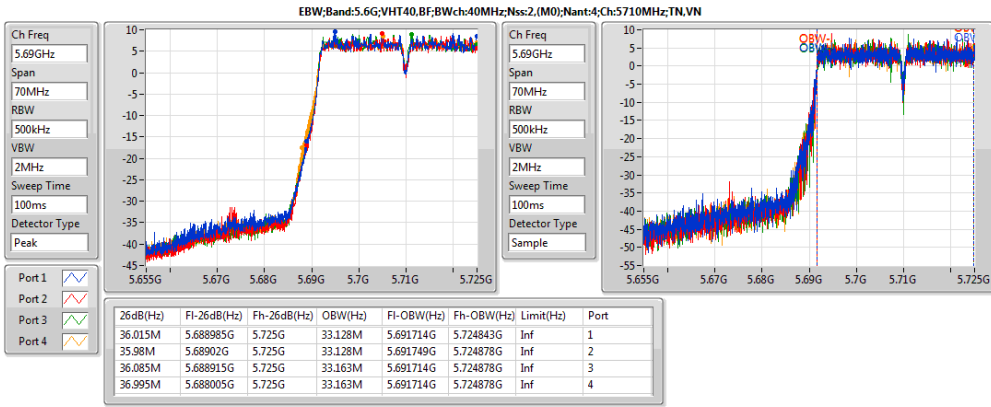 EBW;Band:5.6G;VHT40,BF;BWch:40MHz;Nss:2,(M0);Nant:4;Ch:5710MHz;TN,VN
Ch Freq
5.69GHz
Span
70MHz
RBW
500kHz
VBW
2MHz
Sweep Time
100ms
Detector Type
Peak
10
5
0
-5
-10
-15
-20
-25
-30
-35
-40
-45
5.655G 5.67G 5.68G 5.69G 5.7G 5.71G 5.725G
Ch Freq
5.69GHz
Span
70MHz
RBW
500kHz
VBW
2MHz
Sweep Time
100ms
Detector Type
Sample
10
5
0
-5
-10
-15
-20
-25
-30
-35
-40
-45
-50
-55
5.655G 5.67G 5.68G 5.69G 5.7G 5.71G 5.725G
Port 1
Port 2
Port 3
Port 4
26dB(Hz) Fl-26dB(Hz) Fh-26dB(Hz) OBW(Hz) Fl-OBW(Hz) Fh-OBW(Hz) Limit(Hz) Port
36.015M 5.688985G 5.725G 33.128M 5.691714G 5.724843G Inf 1
35.98M 5.68902G 5.725G 33.128M 5.691749G 5.724878G Inf 2
36.085M 5.688915G 5.725G 33.163M 5.691714G 5.724878G Inf 3
36.995M 5.688005G 5.725G 33.163M 5.691714G 5.724878G Inf 4